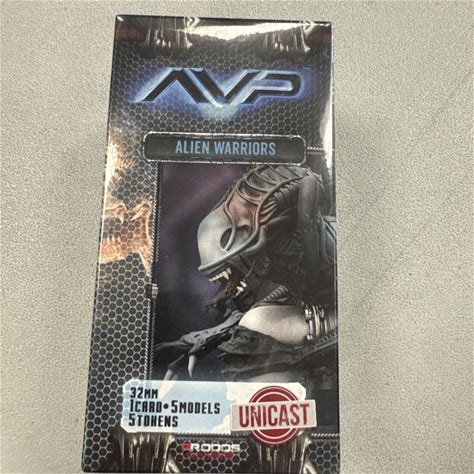 AVP
ALIEN WARRIORS
32MM
1CARD•5MODELS
5TOKENS
UNICAST